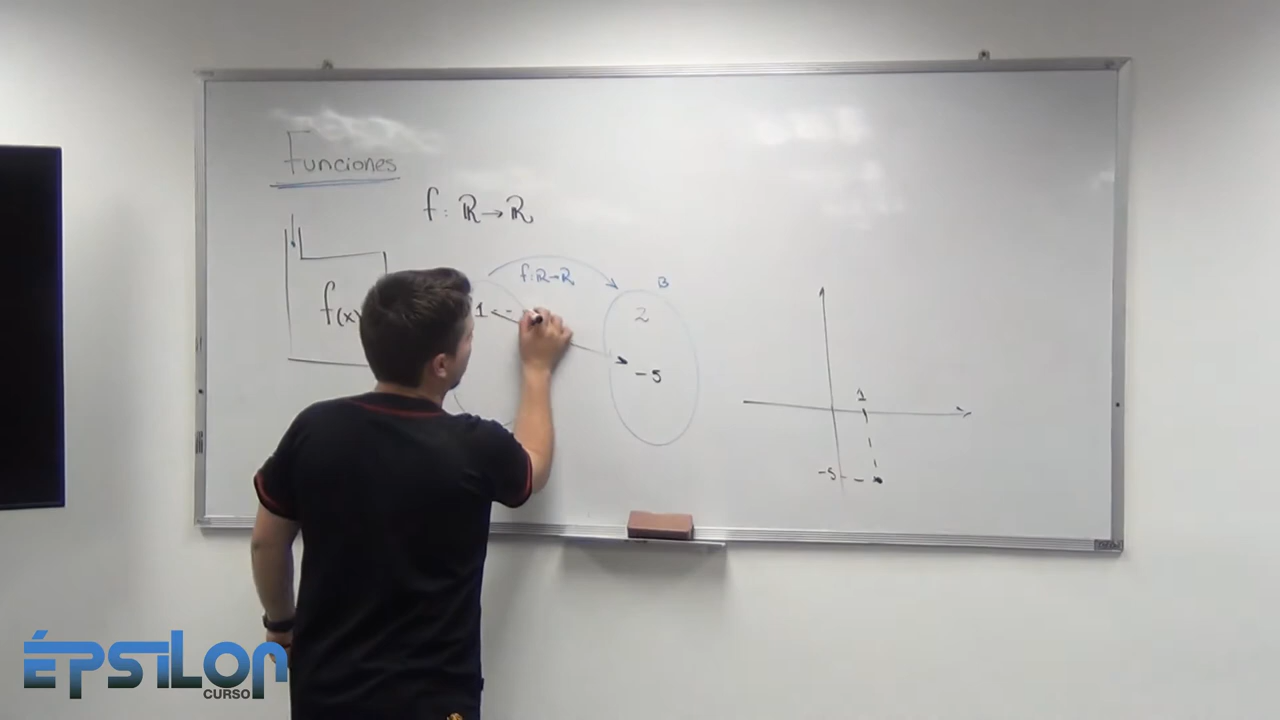 Funciones
f: ℝ→ℝ
f:ℝ→ℝ
B
f(x)
1
2
-5
1
-5
ÉPSILON
CURSO